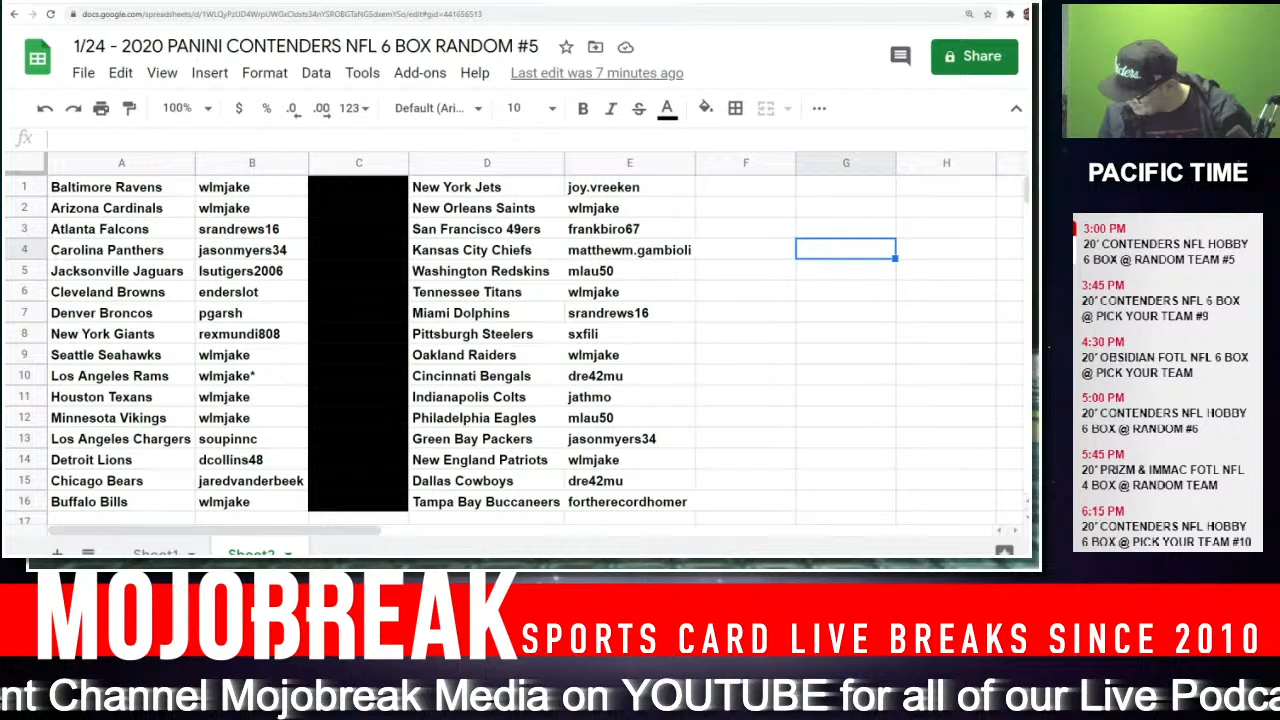 docs.google.com/spreadsheets/d/1WLQyPzUD4WrpUWGxCldsts34nYSROBGTaNG5dxemYSo/edit#gid=441656513
1/24 - 2020 PANINI CONTENDERS NFL 6 BOX RANDOM #5
Share
File Edit View Insert Format Data Tools Add-ons Help Last edit was 7 minutes ago
100% $ % .0 .00 123 Default (Ari... 10 B I S A
fx
A B C D E F G H
1 Baltimore Ravens wlmjake New York Jets joy.vreeken
2 Arizona Cardinals wlmjake New Orleans Saints wlmjake
3 Atlanta Falcons srandrews16 San Francisco 49ers frankbiro67
4 Carolina Panthers jasonmyers34 Kansas City Chiefs matthewm.gambioli
5 Jacksonville Jaguars lsutigers2006 Washington Redskins mlau50
6 Cleveland Browns enderslot Tennessee Titans wlmjake
7 Denver Broncos pgarsh Miami Dolphins srandrews16
8 New York Giants rexmundi808 Pittsburgh Steelers sxfili
9 Seattle Seahawks wlmjake Oakland Raiders wlmjake
10 Los Angeles Rams wlmjake* Cincinnati Bengals dre42mu
11 Houston Texans wlmjake Indianapolis Colts jathmo
12 Minnesota Vikings wlmjake Philadelphia Eagles mlau50
13 Los Angeles Chargers soupinnc Green Bay Packers jasonmyers34
14 Detroit Lions dcollins48 New England Patriots wlmjake
15 Chicago Bears jaredvanderbeek Dallas Cowboys dre42mu
16 Buffalo Bills wlmjake Tampa Bay Buccaneers fortherecordhomer
17
Sheet1 Sheet2
PACIFIC TIME
3:00 PM
20' CONTENDERS NFL HOBBY
6 BOX @ RANDOM TEAM #5
3:45 PM
20' CONTENDERS NFL 6 BOX
@ PICK YOUR TEAM #9
4:30 PM
20' OBSIDIAN FOTL NFL 6 BOX
@ PICK YOUR TEAM
5:00 PM
20' CONTENDERS NFL HOBBY
6 BOX @ RANDOM #6
5:45 PM
20' PRIZM & IMMAC FOTL NFL
4 BOX @ RANDOM TEAM
6:15 PM
20' CONTENDERS NFL HOBBY
6 BOX @ PICK YOUR TEAM #10
MOJOBREAK SPORTS CARD LIVE BREAKS SINCE 2010
nt Channel Mojobreak Media on YOUTUBE for all of our Live Podca